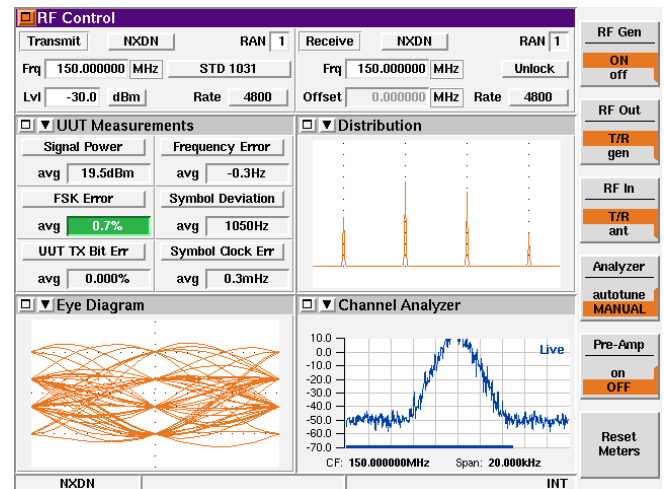 RF Control
Transmit NXDN RAN 1
Frq 150.000000 MHz STD 1031
Lvl -30.0 dBm Rate 4800
Receive NXDN RAN 1
Frq 150.000000 MHz Unlock
Offset 0.000000 MHz Rate 4800
UUT Measurements
Signal Power Frequency Error
avg 19.5dBm avg -0.3Hz
FSK Error Symbol Deviation
avg 0.7% avg 1050Hz
UUT TX Bit Err Symbol Clock Err
avg 0.000% avg 0.3mHz
Distribution
Eye Diagram
Channel Analyzer
Live
10.0
0.0
-10.0
-20.0
-30.0
-40.0
-50.0
-60.0
-70.0
CF: 150.000000MHz Span: 20.000kHz
NXDN INT
RF Gen
ON
off
RF Out
T/R
gen
RF In
T/R
ant
Analyzer
autotune
MANUAL
Pre-Amp
on
OFF
Reset
Meters